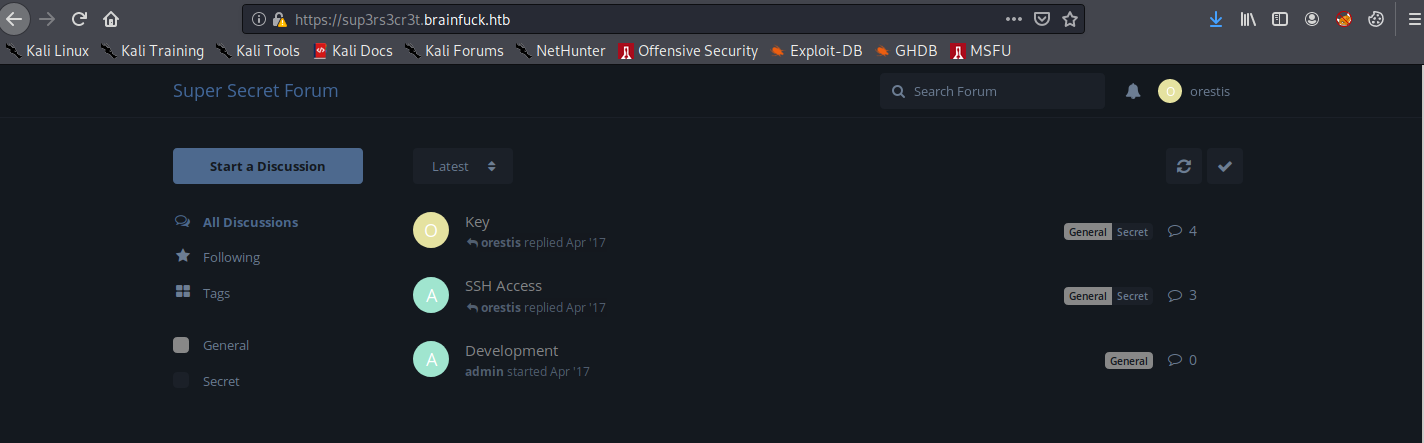 https://sup3rs3cr3t.brainfuck.htb
Kali Linux Kali Training Kali Tools Kali Docs Kali Forums NetHunter Offensive Security Exploit-DB GHDB MSFU
Super Secret Forum Search Forum O orestis
Start a Discussion Latest
All Discussions
Following
Tags
General
Secret
O Key General Secret 4
orestis replied Apr '17
A SSH Access General Secret 3
orestis replied Apr '17
A Development General 0
admin started Apr '17